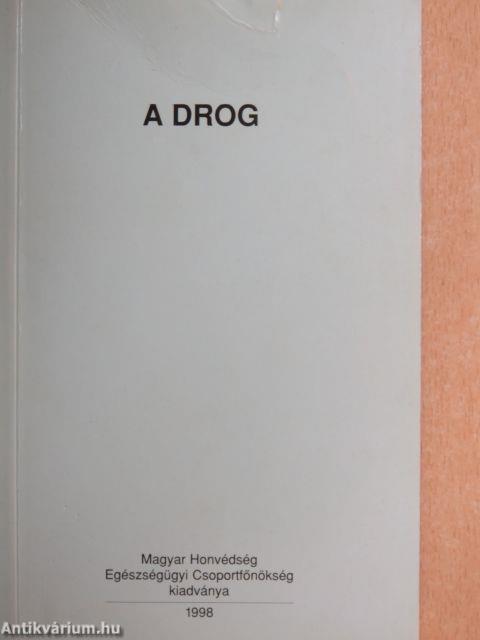 A DROG
Magyar Honvédség
Egészségügyi Csoportfőnökség
kiadványa
1998
Antikvárium.hu